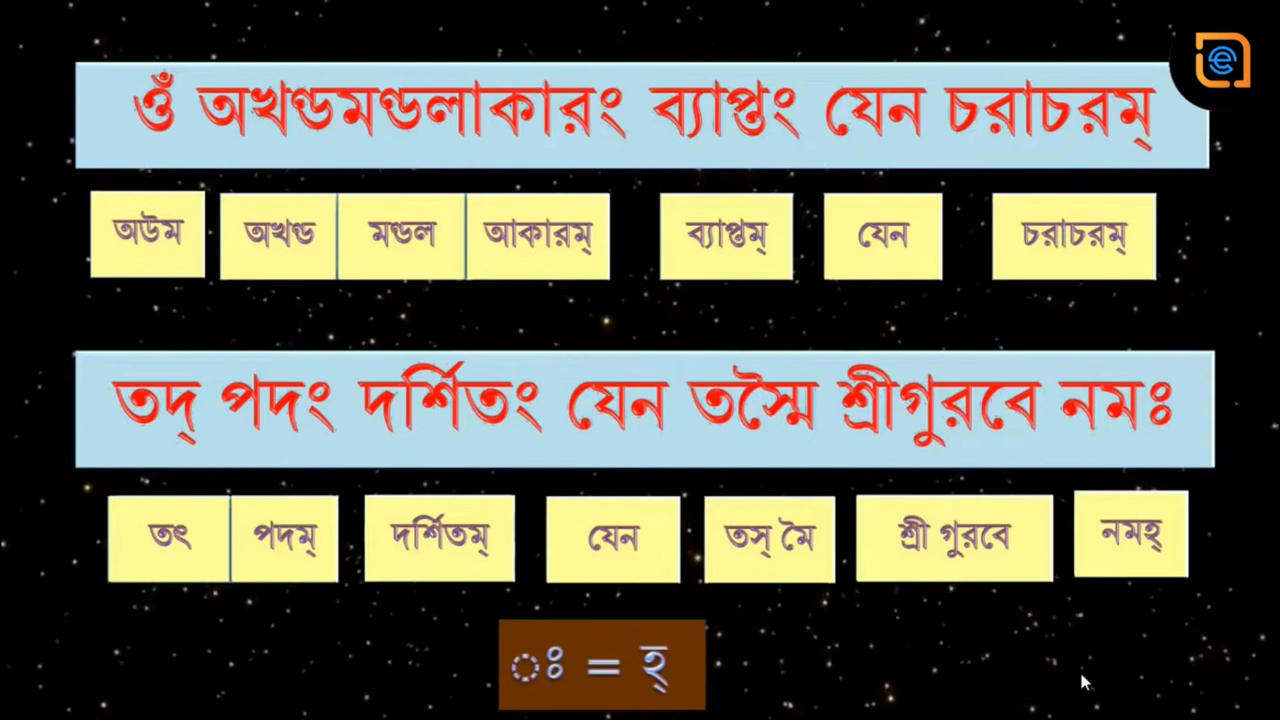 ওঁ অখণ্ডমণ্ডলাকারং ব্যাপ্তং যেন চরাচরম্
অউম অখণ্ড মণ্ডল আকারম্ ব্যাপ্তম্ যেন চরাচরম্
তদ্ পদং দর্শিতং যেন তস্মৈ শ্রীগুরবে নমঃ
তৎ পদম্ দর্শিতম্ যেন তস্ মৈ শ্রী গুরবে নমহ্
ঃ = হ্